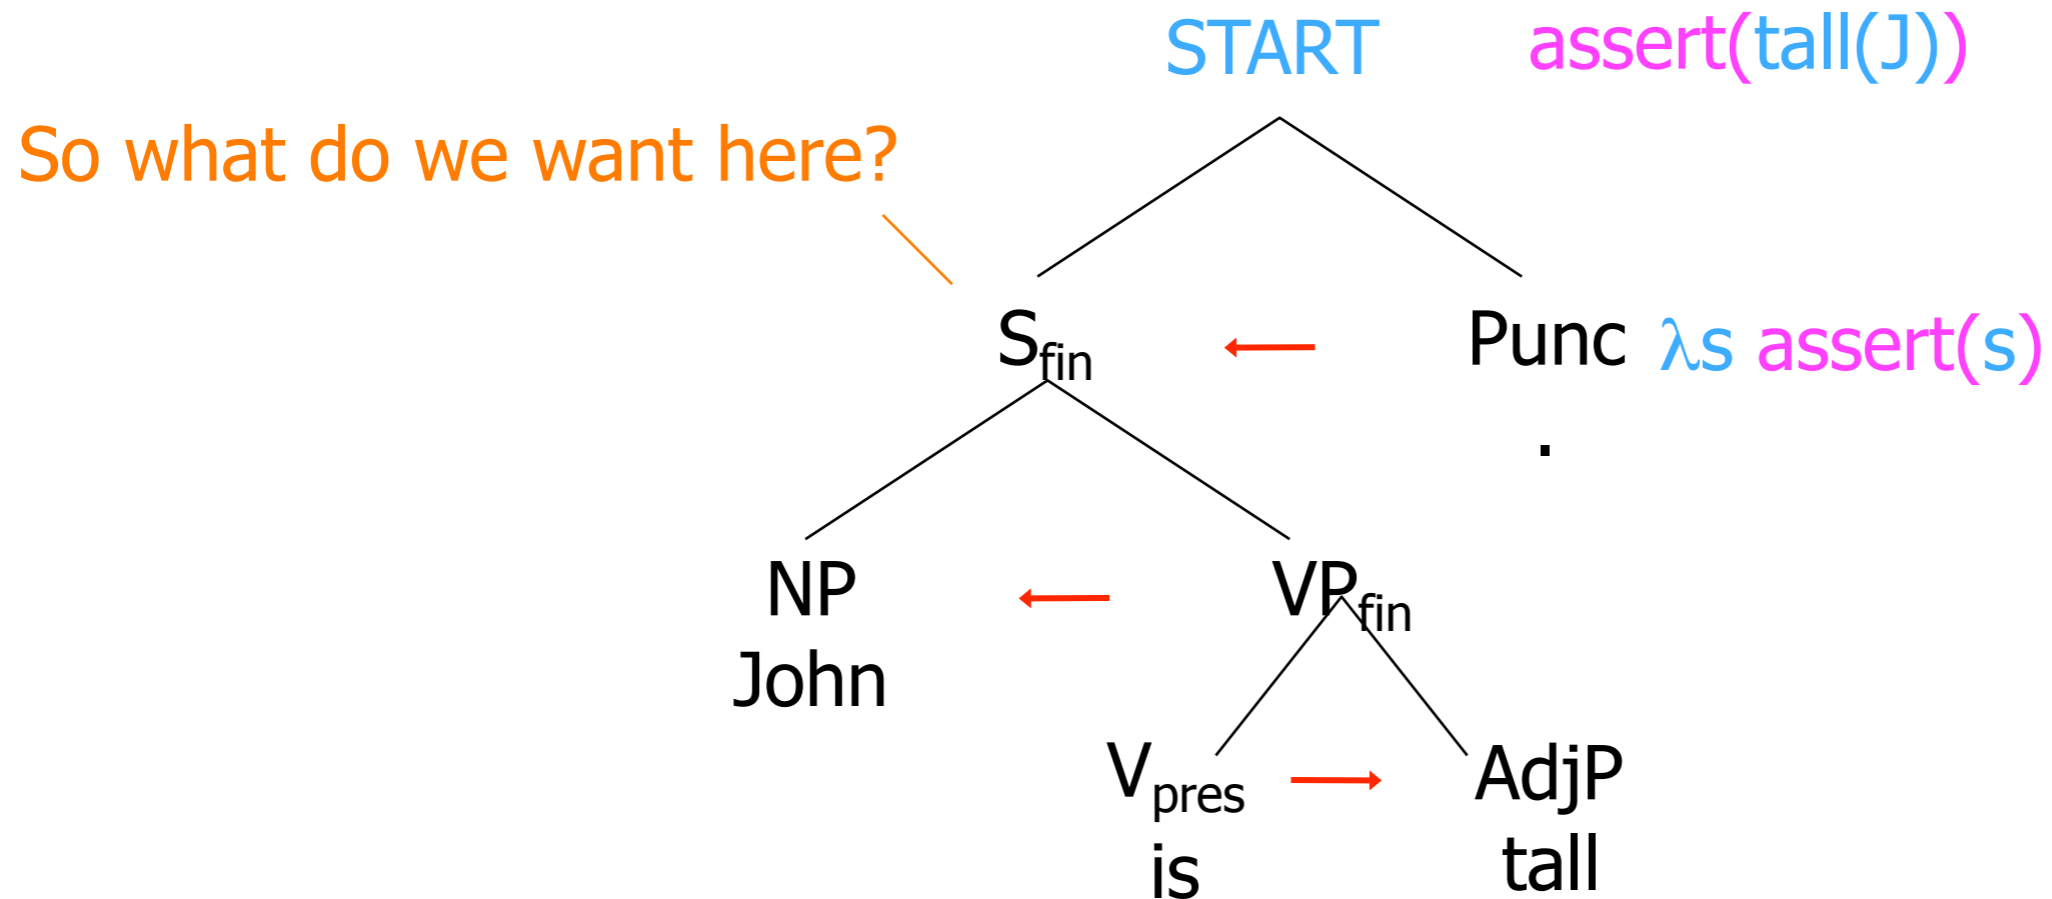 START assert(tall(J))
So what do we want here?
Sfin Punc λs assert(s)
.
NP VPfin
John
Vpres AdjP
is tall